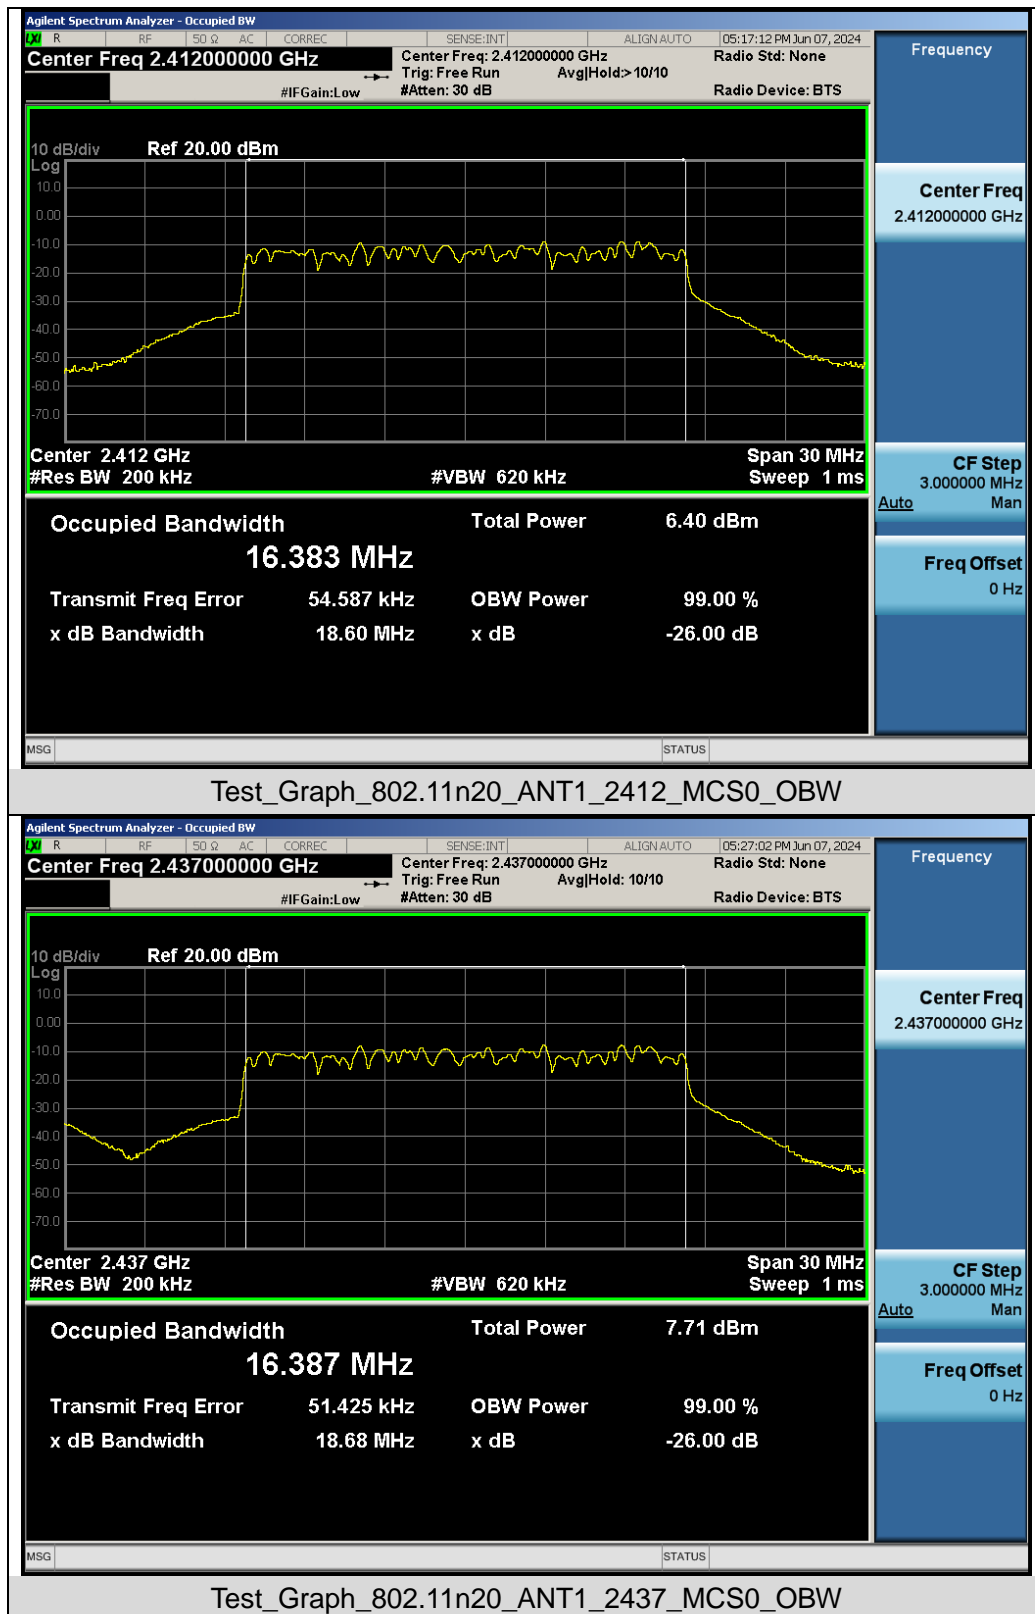 Agilent Spectrum Analyzer - Occupied BW
LXI R RF 50 Ω AC CORREC SENSE:INT ALIGN AUTO 05:17:12 PM Jun 07, 2024
Center Freq 2.412000000 GHz
Center Freq: 2.412000000 GHz
Radio Std: None
Trig: Free Run Avg|Hold:> 10/10
#IFGain:Low
#Atten: 30 dB
Radio Device: BTS
Frequency
10 dB/div Ref 20.00 dBm
Log
10.0
0.00
-10.0
-20.0
-30.0
-40.0
-50.0
-60.0
-70.0
Center 2.412 GHz Span 30 MHz
#Res BW 200 kHz #VBW 620 kHz Sweep 1 ms
Center Freq
2.412000000 GHz
CF Step
3.000000 MHz
Auto Man
Freq Offset
0 Hz
Occupied Bandwidth Total Power 6.40 dBm
16.383 MHz
Transmit Freq Error 54.587 kHz OBW Power 99.00 %
x dB Bandwidth 18.60 MHz x dB -26.00 dB
MSG STATUS
Test_Graph_802.11n20_ANT1_2412_MCS0_OBW
Agilent Spectrum Analyzer - Occupied BW
LXI R RF 50 Ω AC CORREC SENSE:INT ALIGN AUTO 05:27:02 PM Jun 07, 2024
Center Freq 2.437000000 GHz
Center Freq: 2.437000000 GHz
Radio Std: None
Trig: Free Run Avg|Hold: 10/10
#IFGain:Low
#Atten: 30 dB
Radio Device: BTS
Frequency
10 dB/div Ref 20.00 dBm
Log
10.0
0.00
-10.0
-20.0
-30.0
-40.0
-50.0
-60.0
-70.0
Center 2.437 GHz Span 30 MHz
#Res BW 200 kHz #VBW 620 kHz Sweep 1 ms
Center Freq
2.437000000 GHz
CF Step
3.000000 MHz
Auto Man
Freq Offset
0 Hz
Occupied Bandwidth Total Power 7.71 dBm
16.387 MHz
Transmit Freq Error 51.425 kHz OBW Power 99.00 %
x dB Bandwidth 18.68 MHz x dB -26.00 dB
MSG STATUS
Test_Graph_802.11n20_ANT1_2437_MCS0_OBW